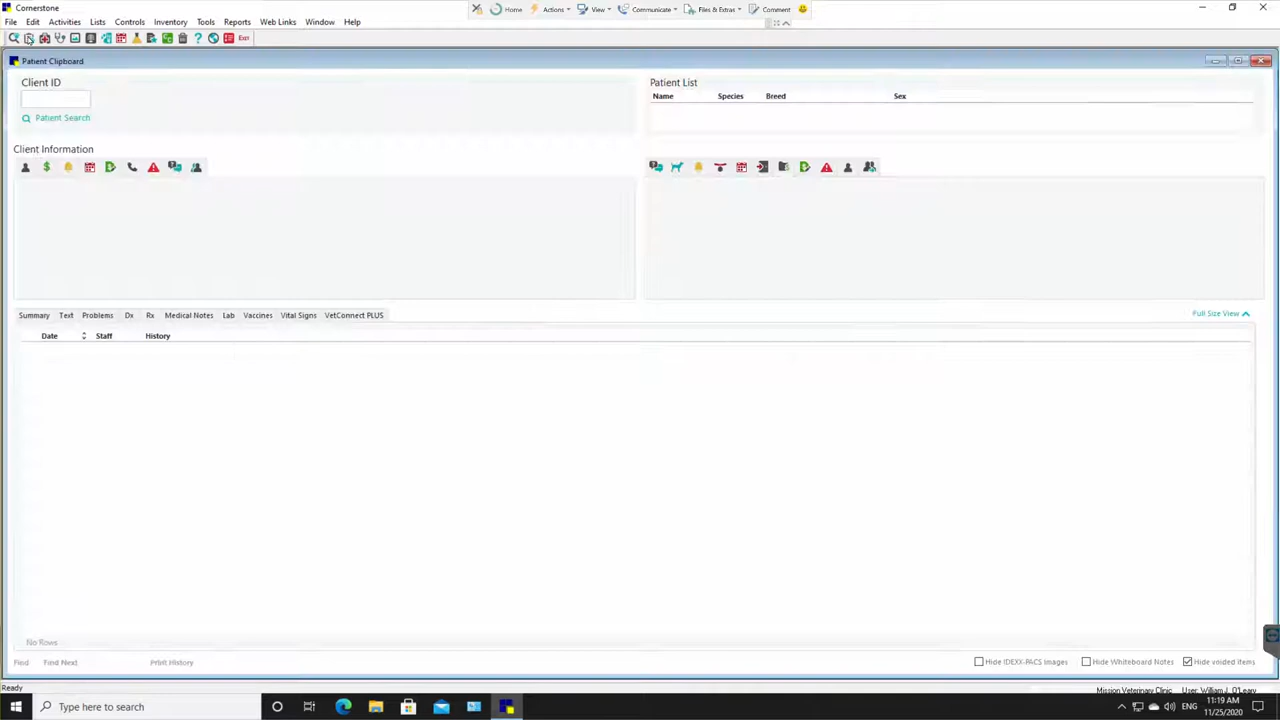 Cornerstone
Home Actions View Communicate Files & Extras Comment
File Edit Activities Lists Controls Inventory Tools Reports Web Links Window Help
Exit
Patient Clipboard
Client ID
Patient List
Name Species Breed Sex
Patient Search
Client Information
Summary Text Problems Dx Rx Medical Notes Lab Vaccines Vital Signs VetConnect PLUS
Full Size View
Date Staff History
No Rows
Find Find Next Print History
Hide IDEXX-PACS images Hide Whiteboard Notes Hide voided items
Ready
Mission Veterinary Clinic User: William J. O'Leary
Type here to search
ENG
11:19 AM
11/25/2020